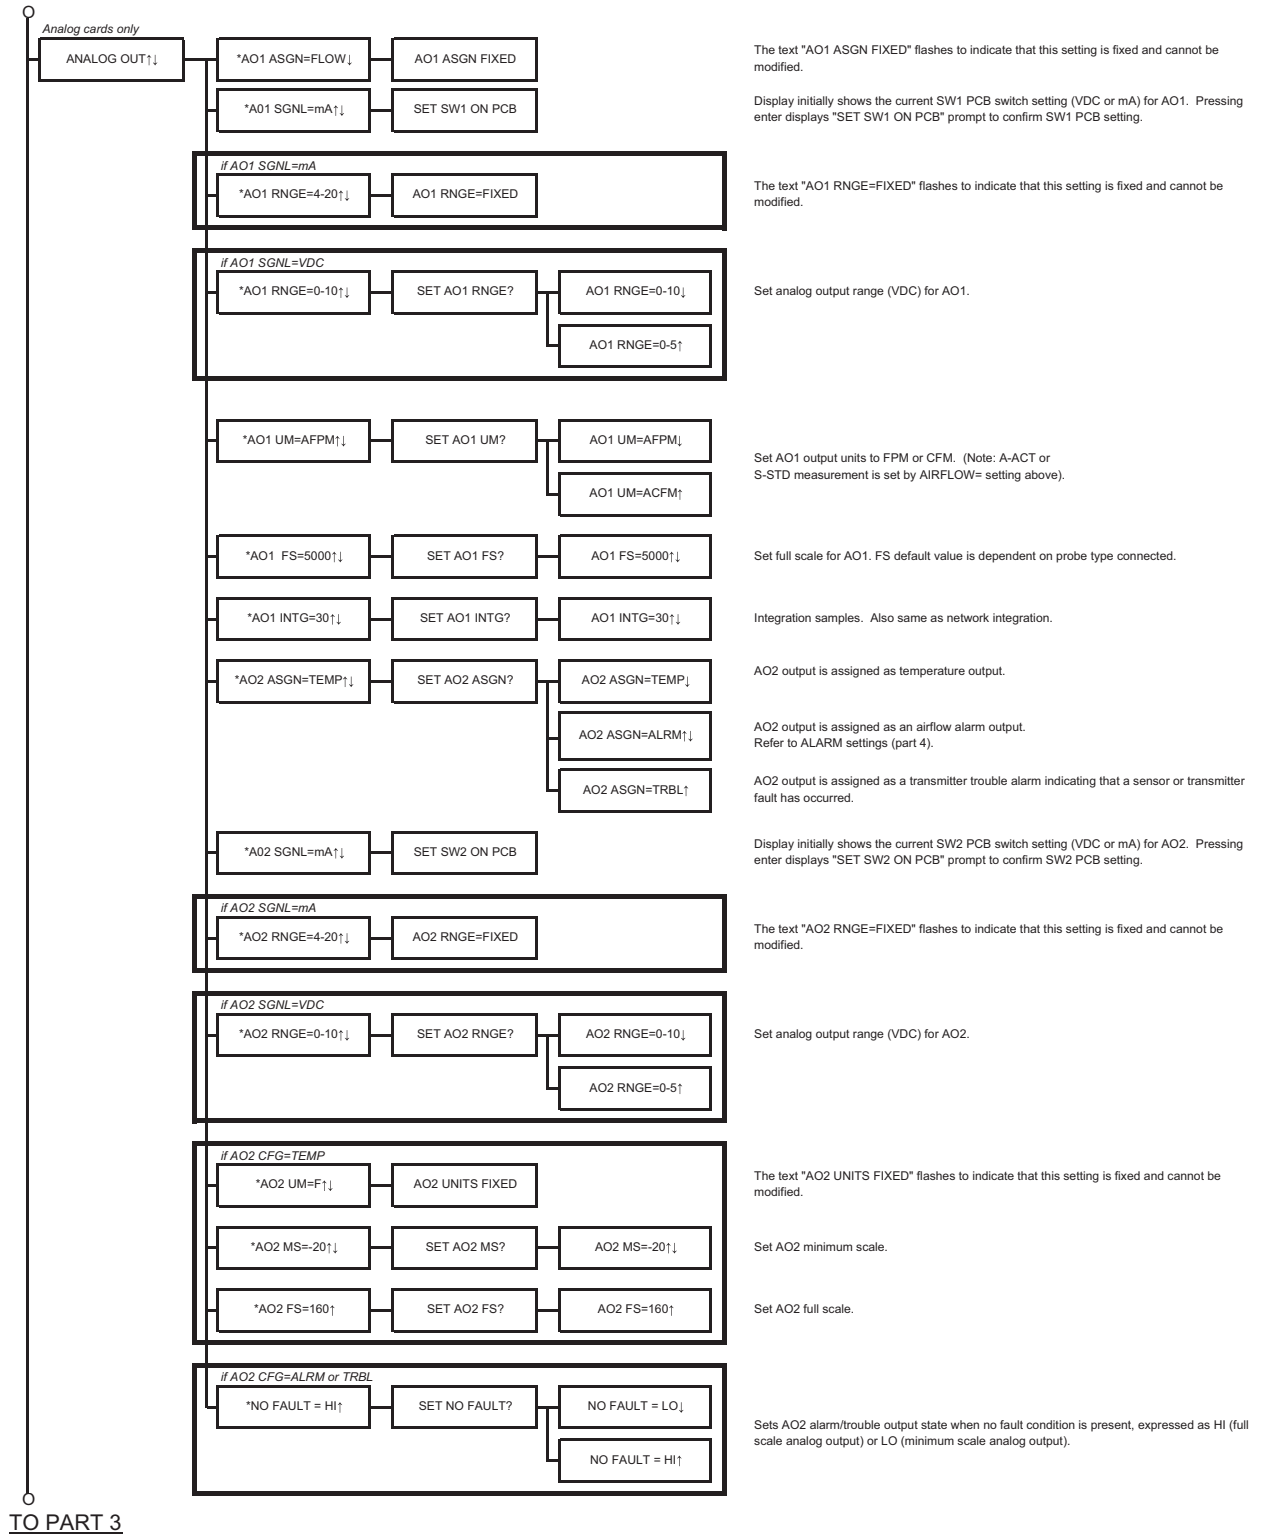 O
Analog cards only
ANALOG OUT↑↓
*AO1 ASGN=FLOW↓
AO1 ASGN FIXED
The text "AO1 ASGN FIXED" flashes to indicate that this setting is fixed and cannot be
modified.
*A01 SGNL=mA↑↓
SET SW1 ON PCB
Display initially shows the current SW1 PCB switch setting (VDC or mA) for AO1. Pressing
enter displays "SET SW1 ON PCB" prompt to confirm SW1 PCB setting.
if AO1 SGNL=mA
*AO1 RNGE=4-20↑↓
AO1 RNGE=FIXED
The text "AO1 RNGE=FIXED" flashes to indicate that this setting is fixed and cannot be
modified.
if AO1 SGNL=VDC
*AO1 RNGE=0-10↑↓
SET AO1 RNGE?
AO1 RNGE=0-10↓
Set analog output range (VDC) for AO1.
AO1 RNGE=0-5↑
*AO1 UM=AFPM↑↓
SET AO1 UM?
AO1 UM=AFPM↓
Set AO1 output units to FPM or CFM. (Note: A-ACT or
S-STD measurement is set by AIRFLOW= setting above).
AO1 UM=ACFM↑
*AO1 FS=5000↑↓
SET AO1 FS?
AO1 FS=5000↑↓
Set full scale for AO1. FS default value is dependent on probe type connected.
*AO1 INTG=30↑↓
SET AO1 INTG?
AO1 INTG=30↑↓
Integration samples. Also same as network integration.
*AO2 ASGN=TEMP↑↓
SET AO2 ASGN?
AO2 ASGN=TEMP↓
AO2 output is assigned as temperature output.
AO2 ASGN=ALRM↑↓
AO2 output is assigned as an airflow alarm output.
Refer to ALARM settings (part 4).
AO2 ASGN=TRBL↑
AO2 output is assigned as a transmitter trouble alarm indicating that a sensor or transmitter
fault has occurred.
*A02 SGNL=mA↑↓
SET SW2 ON PCB
Display initially shows the current SW2 PCB switch setting (VDC or mA) for AO2. Pressing
enter displays "SET SW2 ON PCB" prompt to confirm SW2 PCB setting.
if AO2 SGNL=mA
*AO2 RNGE=4-20↑↓
AO2 RNGE=FIXED
The text "AO2 RNGE=FIXED" flashes to indicate that this setting is fixed and cannot be
modified.
if AO2 SGNL=VDC
*AO2 RNGE=0-10↑↓
SET AO2 RNGE?
AO2 RNGE=0-10↓
Set analog output range (VDC) for AO2.
AO2 RNGE=0-5↑
if AO2 CFG=TEMP
*AO2 UM=F↑↓
AO2 UNITS FIXED
The text "AO2 UNITS FIXED" flashes to indicate that this setting is fixed and cannot be
modified.
*AO2 MS=-20↑↓
SET AO2 MS?
AO2 MS=-20↑↓
Set AO2 minimum scale.
*AO2 FS=160↑
SET AO2 FS?
AO2 FS=160↑
Set AO2 full scale.
if AO2 CFG=ALRM or TRBL
*NO FAULT = HI↑
SET NO FAULT?
NO FAULT = LO↓
Sets AO2 alarm/trouble output state when no fault condition is present, expressed as HI (full
scale analog output) or LO (minimum scale analog output).
NO FAULT = HI↑
O
TO PART 3